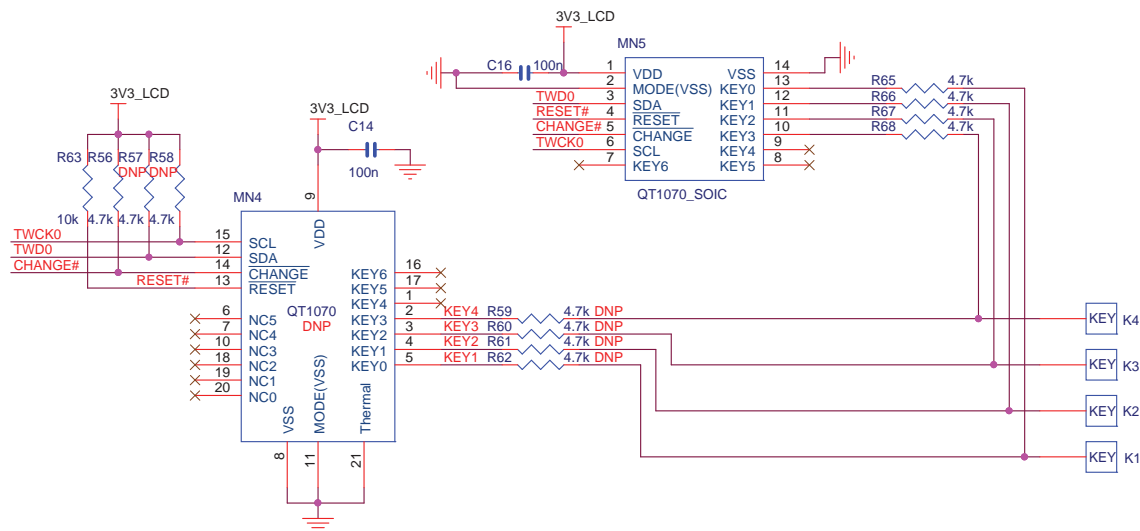 3V3_LCD
MN5
C16 100n
1 VDD VSS 14
2 MODE(VSS) KEY0 13 R65 4.7k
TWD0 3 SDA KEY1 12 R66 4.7k
RESET# 4 RESET KEY2 11 R67 4.7k
CHANGE# 5 CHANGE KEY3 10 R68 4.7k
TWCK0 6 SCL KEY4 9
7 KEY6 KEY5 8
QT1070_SOIC
3V3_LCD
3V3_LCD
C14
100n
R63 R56 R57 R58
DNP DNP
10k 4.7k 4.7k 4.7k
MN4
9 VDD
TWCK0 15 SCL
TWD0 12 SDA
CHANGE# 14 CHANGE
RESET# 13 RESET
KEY6 16
KEY5 17
KEY4 1
QT1070
DNP
6 NC5 KEY3 2 KEY4 R59 4.7k DNP
7 NC4 KEY2 3 KEY3 R60 4.7k DNP
10 NC3 KEY1 4 KEY2 R61 4.7k DNP
18 NC2 KEY0 5 KEY1 R62 4.7k DNP
19 NC1
20 NC0
VSS MODE(VSS) Thermal
8 11 21
KEY K4
KEY K3
KEY K2
KEY K1